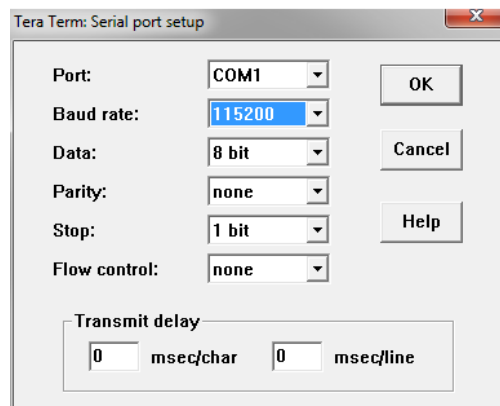 Tera Term: Serial port setup
Port: COM1 OK
Baud rate: 115200
Data: 8 bit Cancel
Parity: none
Stop: 1 bit Help
Flow control: none
Transmit delay
0 msec/char 0 msec/line